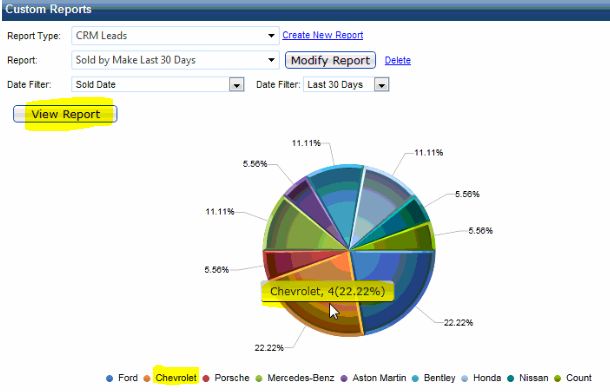 Custom Reports
Report Type: CRM Leads Create New Report
Report: Sold by Make Last 30 Days Modify Report Delete
Date Filter: Sold Date Date Filter: Last 30 Days
View Report
11.11% 11.11%
5.56%
5.56%
11.11%
5.56%
5.56%
Chevrolet, 4(22.22%)
22.22%
22.22%
Ford Chevrolet Porsche Mercedes-Benz Aston Martin Bentley Honda Nissan Count